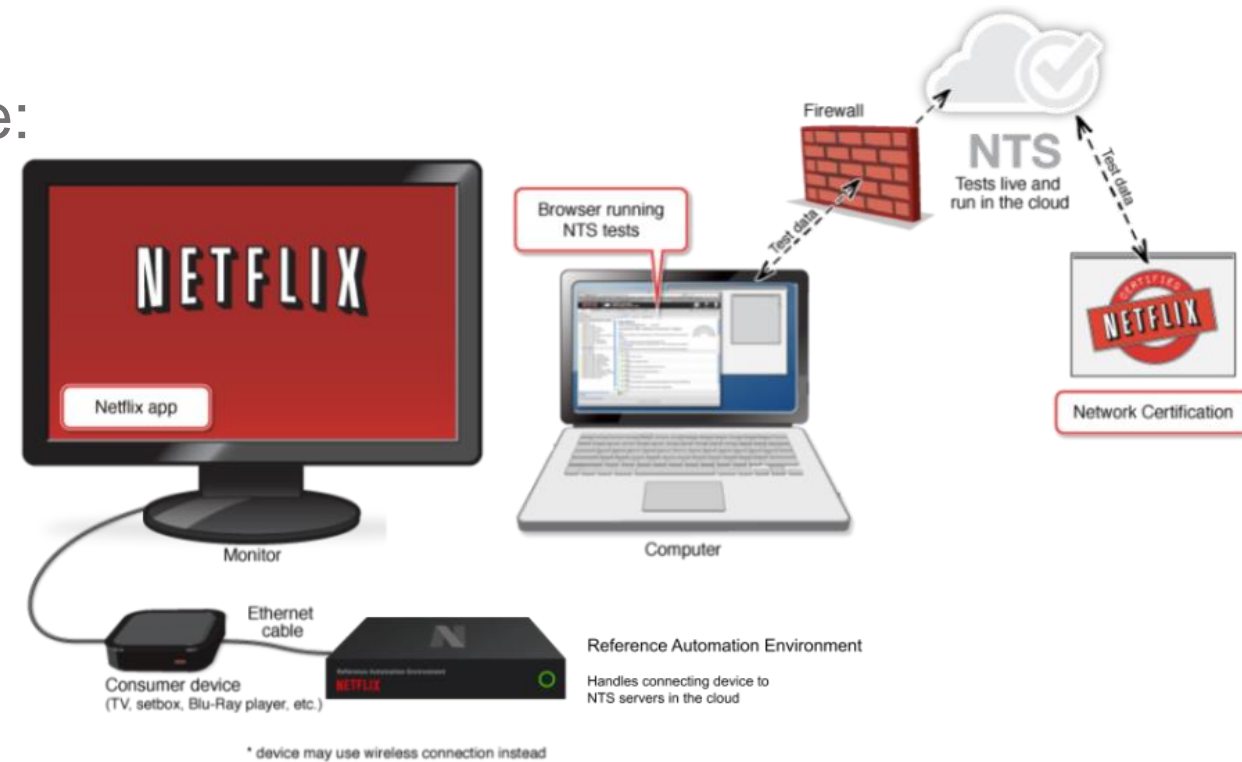 e:
Firewall
NTS
Tests live and
run in the cloud
Test data
Test data
Browser running
NTS tests
NETFLIX
Netflix app
CERTIFIED
NETFLIX
Network Certification
Monitor
Computer
Ethernet
cable
N
Reference Automation Environment
NETFLIX
Reference Automation Environment
Handles connecting device to
NTS servers in the cloud
Consumer device
(TV, setbox, Blu-Ray player, etc.)
* device may use wireless connection instead